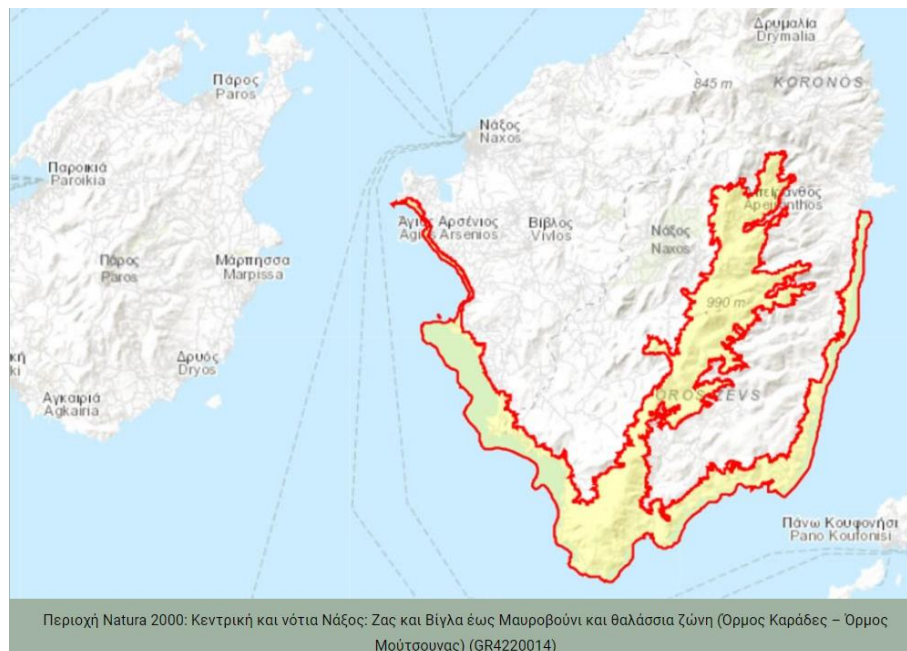 Δρυμαλία
Drymalia
KORONOS
845 m
Πάρος
Paros
Νάξος
Naxos
Παροικιά
Paroikia
Απείρανθος
Apeiranthos
Άγιος Αρσένιος
Agios Arsenios
Βίβλος
Vivlos
Νάξος
Naxos
Πάρος
Paros
Μάρπησσα
Marpissa
990 m
Δρυός
Dryos
κή
ki
Αγκαιριά
Agkairia
OROS ZEVS
Πάνω Κουφονήσι
Pano Koufonisi
Περιοχή Natura 2000: Κεντρική και νότια Νάξος: Ζας και Βίγλα έως Μαυροβούνι και θαλάσσια ζώνη (Όρμος Καράδες – Όρμος
Μούτσουνας) (GR4220014)